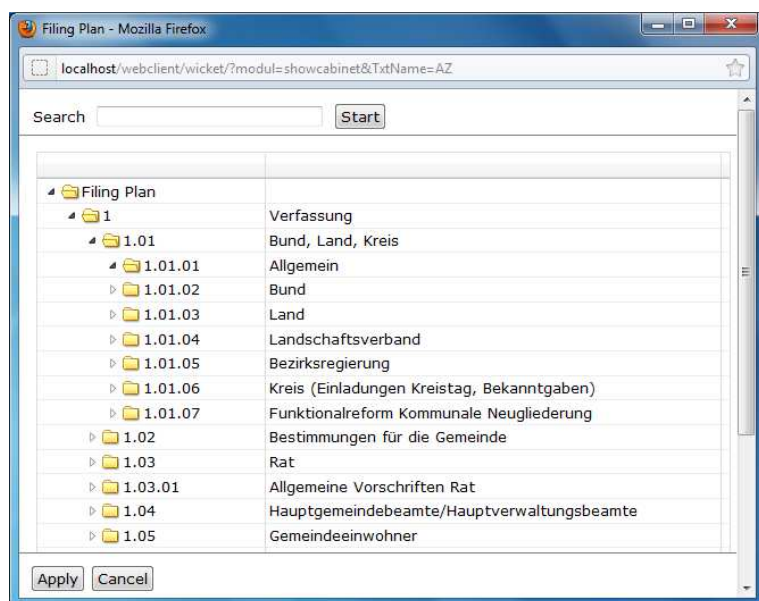 Filing Plan - Mozilla Firefox
localhost/webclient/wicket/?modul=showcabinet&TxtName=AZ
Search Start
Filing Plan
1 Verfassung
1.01 Bund, Land, Kreis
1.01.01 Allgemein
1.01.02 Bund
1.01.03 Land
1.01.04 Landschaftsverband
1.01.05 Bezirksregierung
1.01.06 Kreis (Einladungen Kreistag, Bekanntgaben)
1.01.07 Funktionalreform Kommunale Neugliederung
1.02 Bestimmungen für die Gemeinde
1.03 Rat
1.03.01 Allgemeine Vorschriften Rat
1.04 Hauptgemeindebeamte/Hauptverwaltungsbeamte
1.05 Gemeindeeinwohner
Apply Cancel